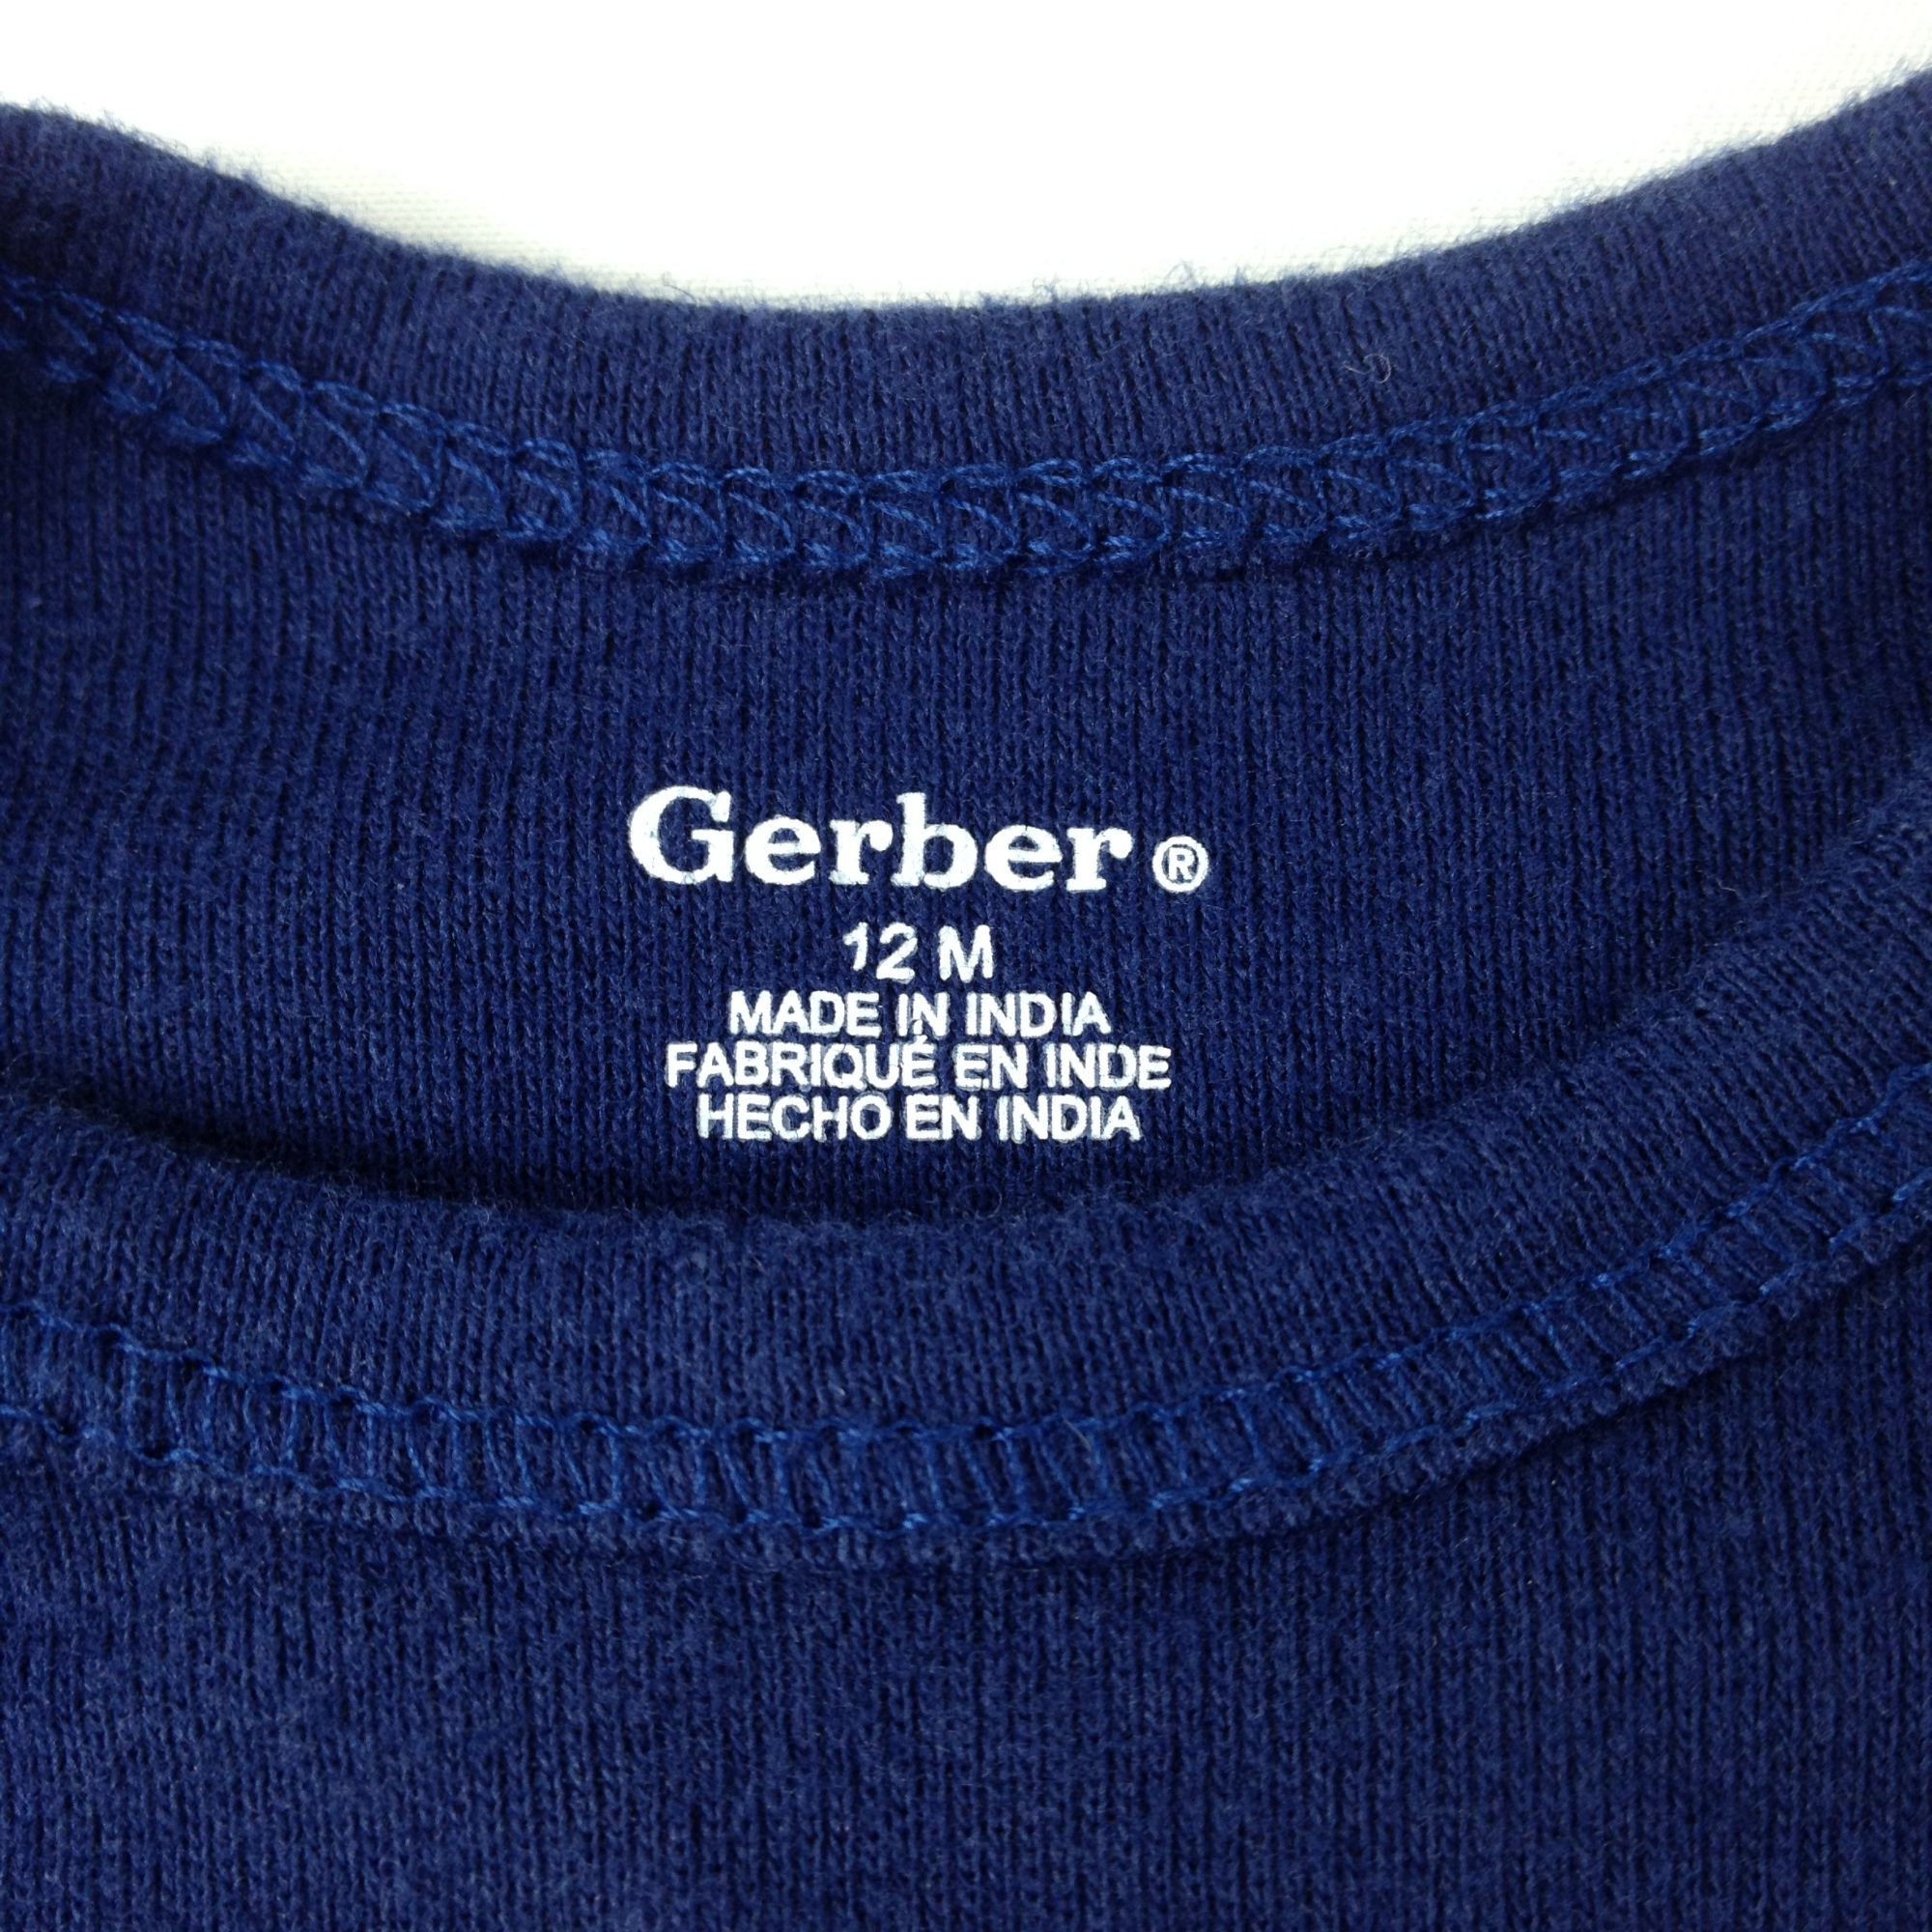 Gerber®
12 M
MADE IN INDIA
FABRIQUÉ EN INDE
HECHO EN INDIA